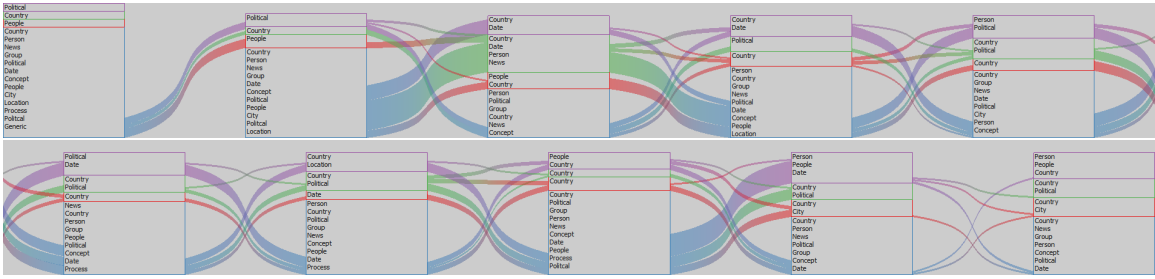 Political
Country
People
Country
Person
News
Group
Political
Date
Concept
People
City
Location
Process
Politcal
Generic
Political
Country
People
Country
Person
News
Group
Date
Concept
Political
People
City
Politcal
Location
Country
Date
Country
Date
Person
News
People
Country
Person
Political
Group
Country
News
Concept
Country
Date
Political
Country
Person
Group
Country
News
Political
Date
Concept
People
Location
Person
Political
Country
Political
Country
Country
Group
News
Date
Political
Country
Person
Concept
Political
Date
Country
Political
Country
News
Country
Person
Group
People
Political
Concept
Date
Process
Country
Location
Country
Political
Date
Person
Country
Political
Group
News
Concept
People
Date
Process
People
Country
Country
Country
Country
Political
Group
Person
News
Concept
Date
People
Process
Politcal
Person
People
Date
Country
Political
Country
City
Country
Person
News
Political
Group
Country
Concept
Date
Person
People
Country
Political
Country
City
Country
News
Group
Person
Concept
Political
Date